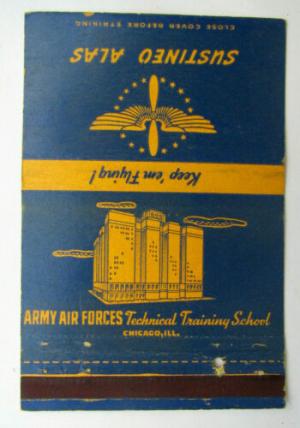 CLOSE COVER BEFORE STRIKING
SUSTINEO ALAS
Keep 'em Flying!
ARMY AIR FORCES Technical Training School
CHICAGO, ILL.